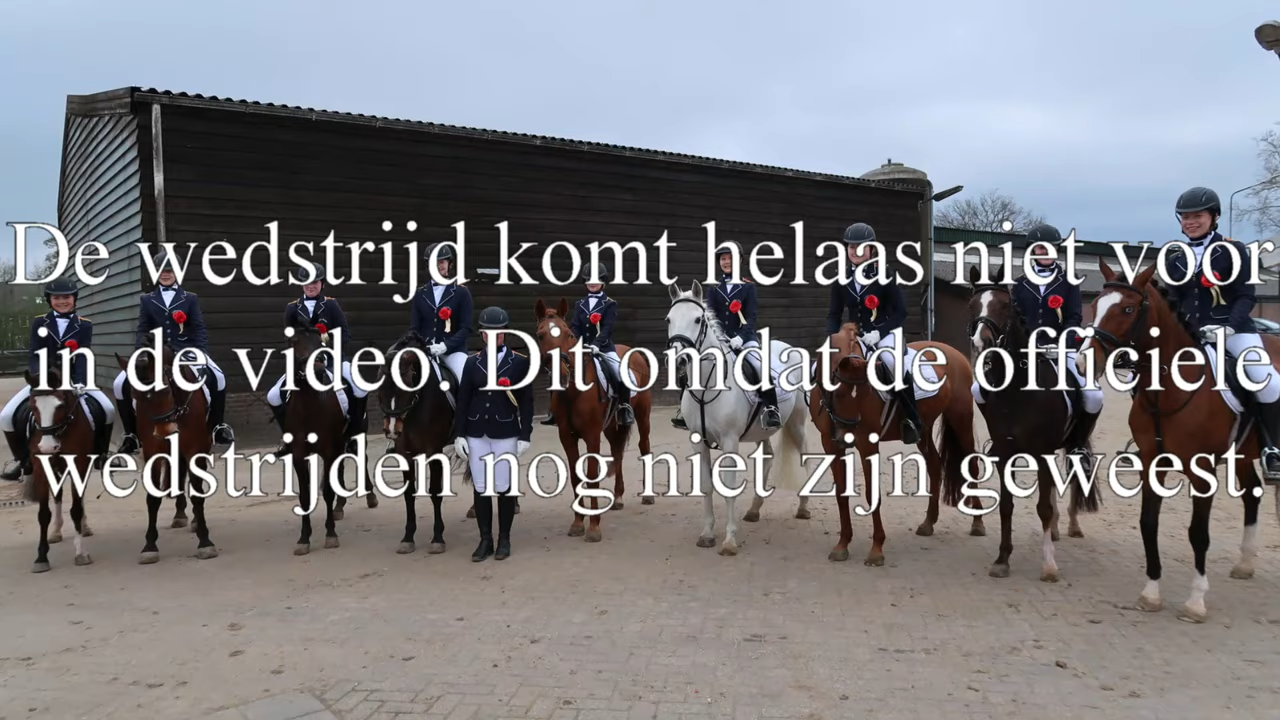 De wedstrijd komt helaas niet voor
in de video. Dit omdat de officiele
wedstrijden nog niet zijn geweest.